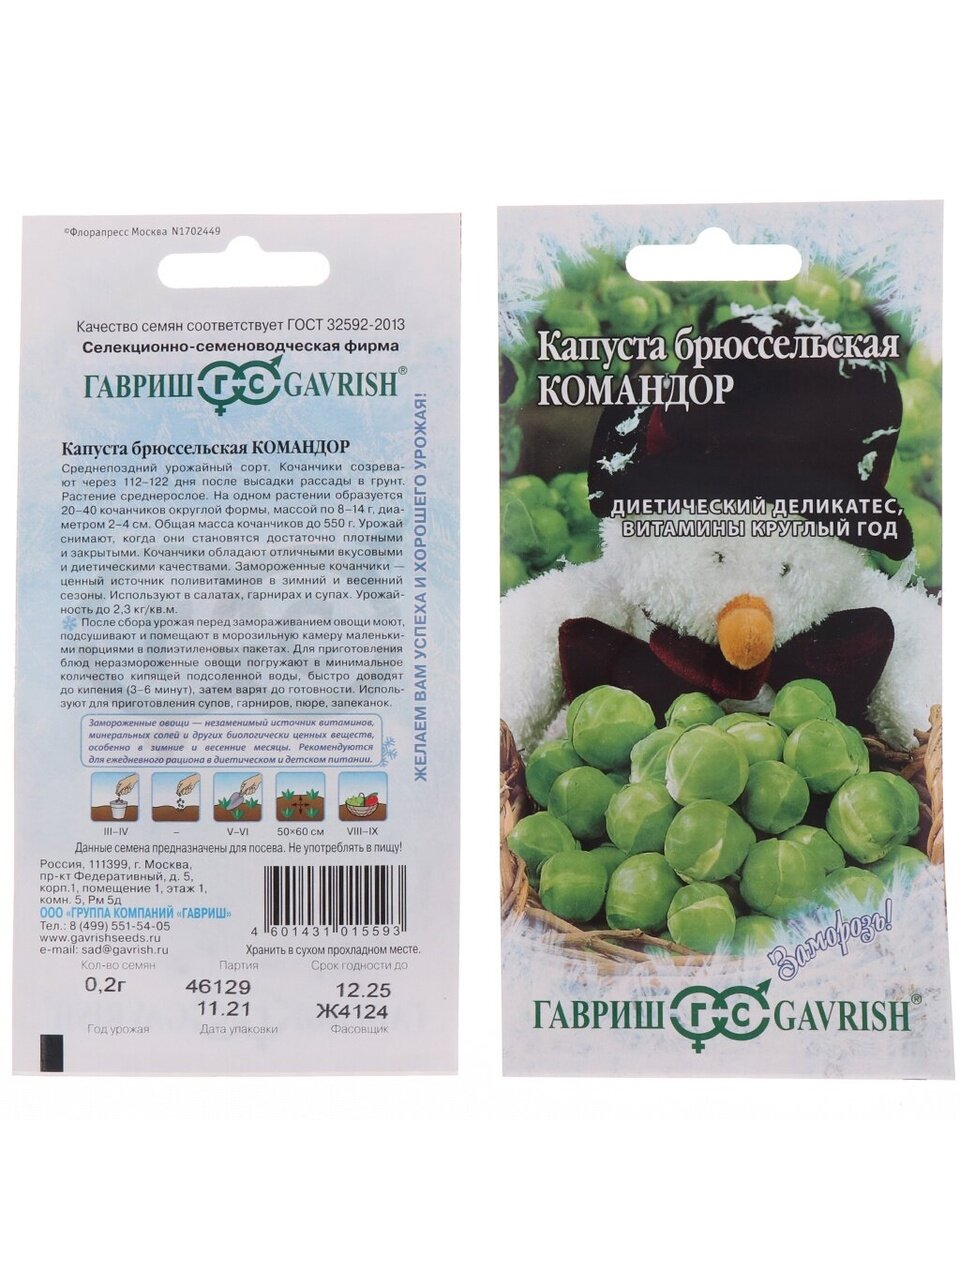 ©Флорапресс Москва N1702449
Качество семян соответствует ГОСТ 32592-2013
Селекционно-семеноводческая фирма
ГАВРИШ Г-С GAVRISH®
Капуста брюссельская КОМАНДОР
Среднепоздний урожайный сорт. Кочанчики созрева-
ют через 112–122 дня после высадки рассады в грунт.
Растение среднерослое. На одном растении образуется
20–40 кочанчиков округлой формы, массой по 8–14 г, диа-
метром 2–4 см. Общая масса кочанчиков до 550 г. Урожай
снимают, когда они становятся достаточно плотными
и закрытыми. Кочанчики обладают отличными вкусовыми
и диетическими качествами. Замороженные кочанчики —
ценный источник поливитаминов в зимний и весенний
сезоны. Используют в салатах, гарнирах и супах. Урожай-
ность до 2,3 кг/кв.м.
После сбора урожая перед замораживанием овощи моют,
подсушивают и помещают в морозильную камеру маленьки-
ми порциями в полиэтиленовых пакетах. Для приготовления
блюд неразмороженные овощи погружают в минимальное
количество кипящей подсоленной воды, быстро доводят
до кипения (3–6 минут), затем варят до готовности. Исполь-
зуют для приготовления супов, гарниров, пюре, запеканок.
Замороженные овощи — незаменимый источник витаминов,
минеральных солей и других биологически ценных веществ,
особенно в зимние и весенние месяцы. Рекомендуются
для ежедневного рациона в диетическом и детском питании.
ЖЕЛАЕМ ВАМ УСПЕХА И ХОРОШЕГО УРОЖАЯ!
III–IV – V–VI 50×60 см VIII–IX
Данные семена предназначены для посева. Не употреблять в пищу!
Россия, 111399, г. Москва,
пр-кт Федеративный, д. 5,
корп.1, помещение 1, этаж 1,
комн. 5, Рм 5д
ООО "ГРУППА КОМПАНИЙ "ГАВРИШ"
Тел.: 8 (499) 551-54-05
www.gavrishseeds.ru
e-mail: sad@gavrish.ru
4 601431 015593
Хранить в сухом прохладном месте.
Кол-во семян Партия Срок годности до
0,2г 46129 12.25
11.21 Ж4124
Год урожая Дата упаковки Фасовщик
Капуста брюссельская
КОМАНДОР
ДИЕТИЧЕСКИЙ ДЕЛИКАТЕС,
ВИТАМИНЫ КРУГЛЫЙ ГОД
Заморозь!
ГАВРИШ Г-С GAVRISH®